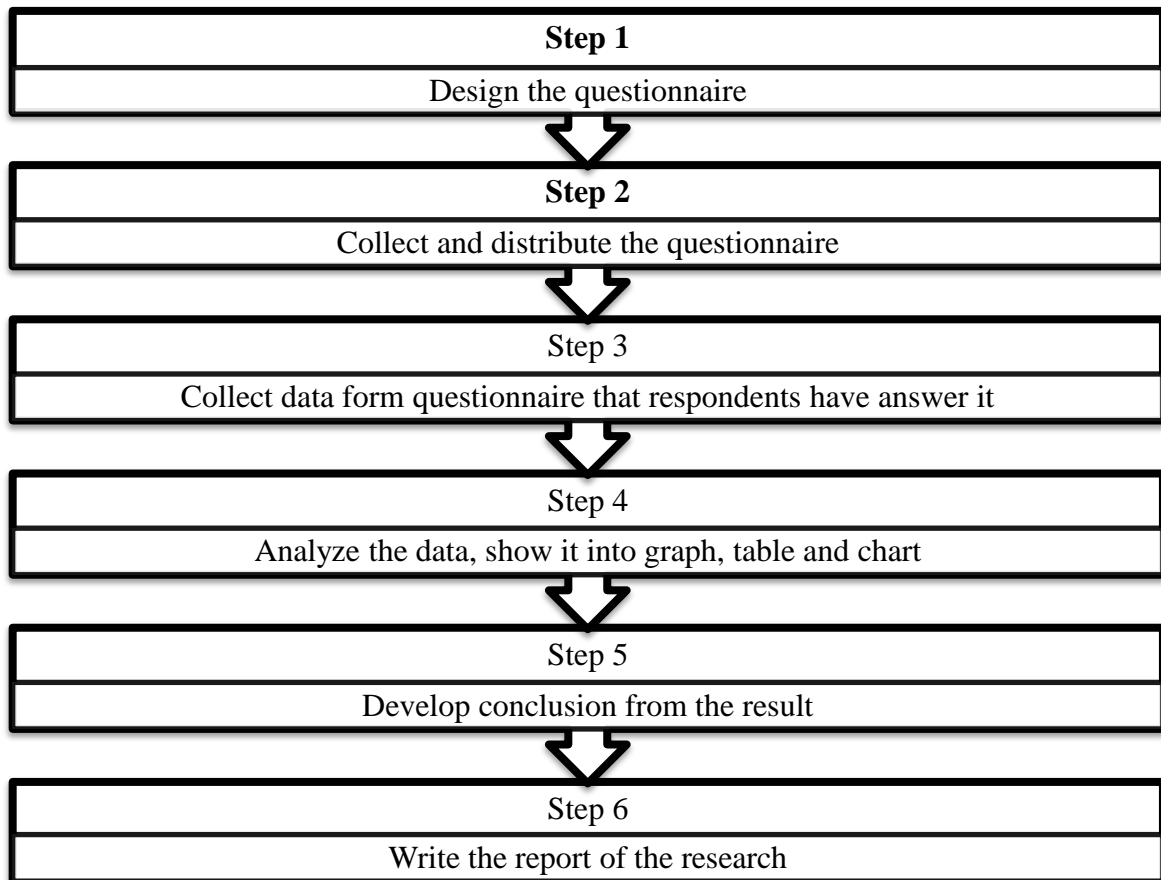 Step 1
Design the questionnaire
Step 2
Collect and distribute the questionnaire
Step 3
Collect data form questionnaire that respondents have answer it
Step 4
Analyze the data, show it into graph, table and chart
Step 5
Develop conclusion from the result
Step 6
Write the report of the research